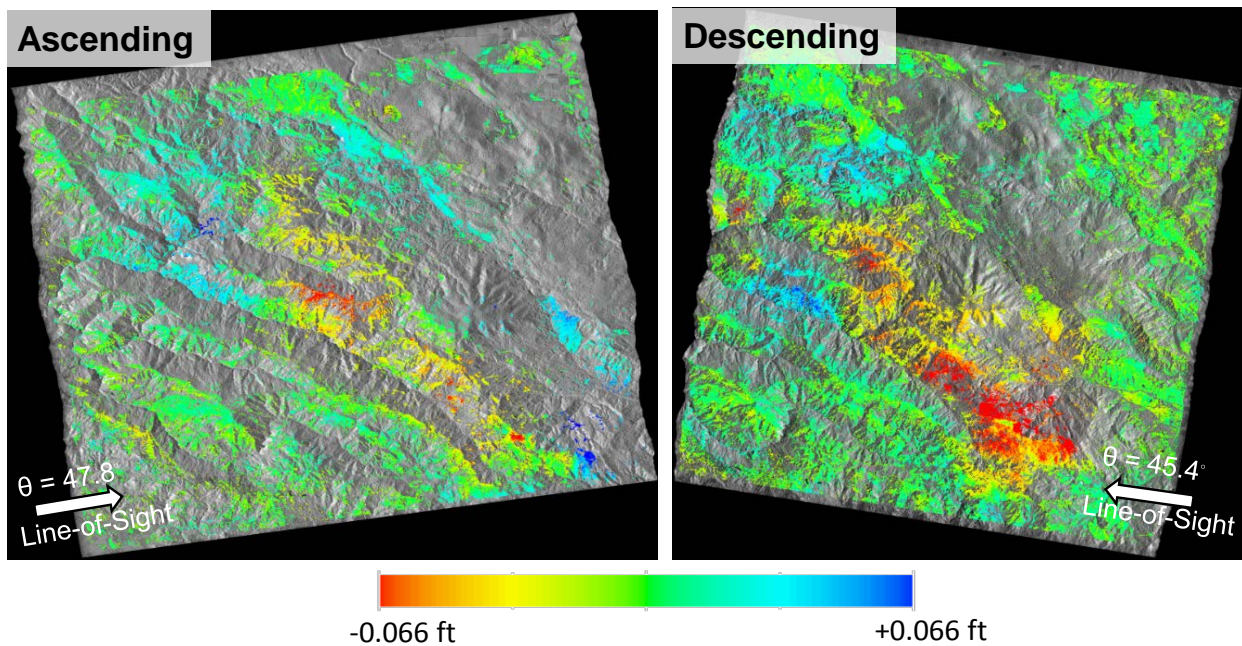 Ascending
Descending
θ = 47.8
Line-of-Sight
θ = 45.4°
Line-of-Sight
-0.066 ft
+0.066 ft